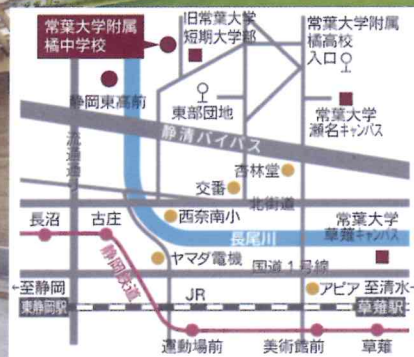 常葉大学附属
橘中学校
旧常葉大学
短期大学部
常葉大学附属
橘高校
入口
静岡東高前
東部団地
常葉大学
瀬名キャンパス
静清バイパス
流通通り
杏林堂
交番
北街道
長沼
古庄
西奈南小
常葉大学
草薙キャンパス
長尾川
静岡鉄道
ヤマダ電機
国道1号線
←至静岡
JR
アピア
至清水→
東静岡駅
草薙駅
運動場前
美術館前
草薙